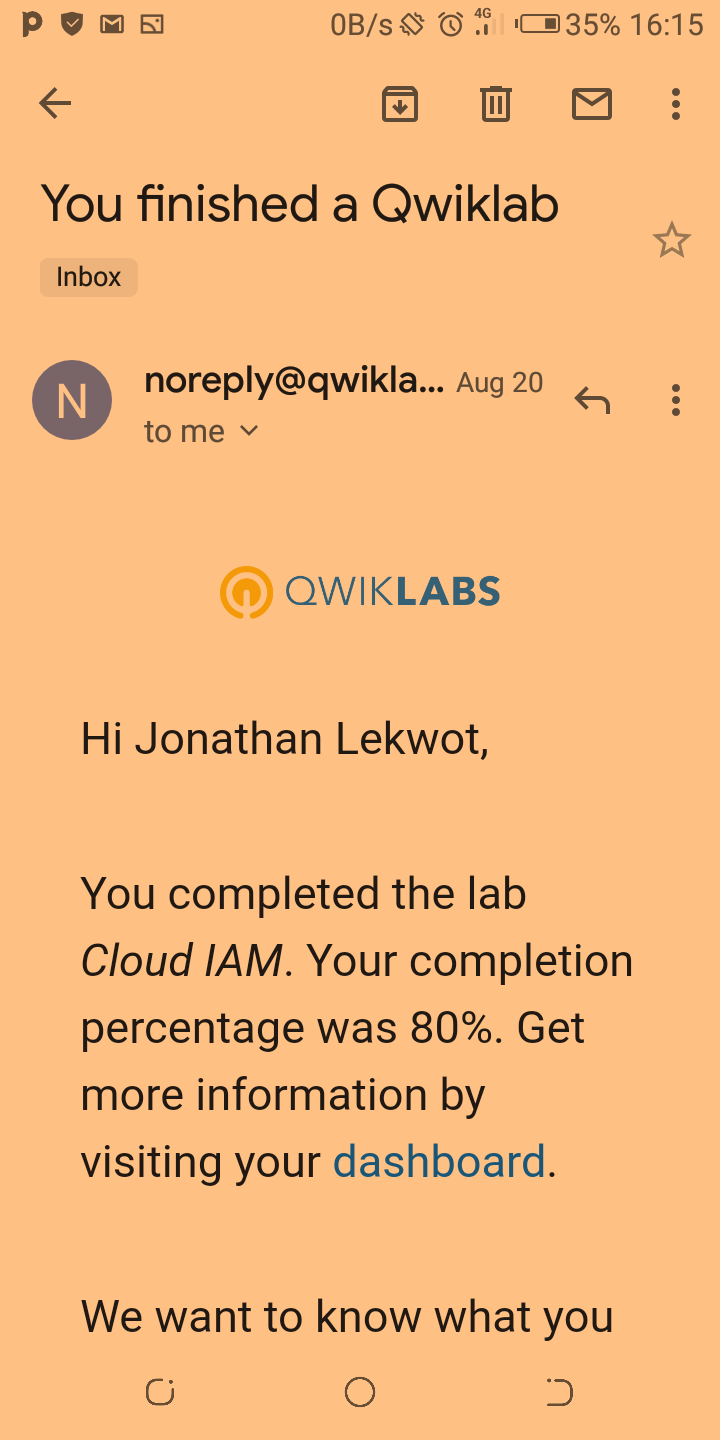 0B/s 4G 35% 16:15
You finished a Qwiklab
Inbox
N
noreply@qwikla... Aug 20
to me
QWIKLABS
Hi Jonathan Lekwot,
You completed the lab
Cloud IAM. Your completion
percentage was 80%. Get
more information by
visiting your dashboard.
We want to know what you